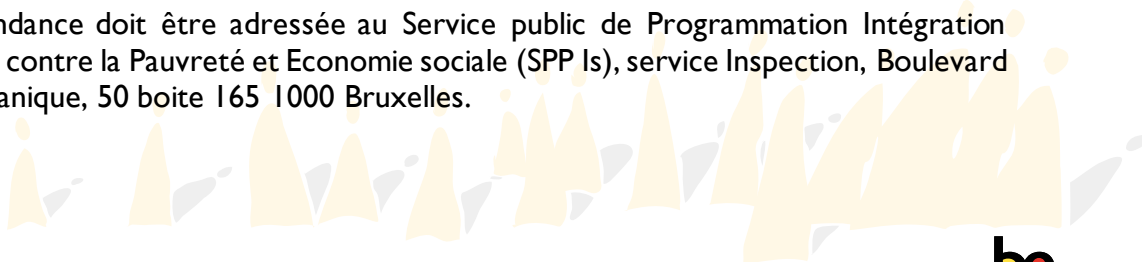 ndance doit être adressée au Service public de Programmation Intégration
contre la Pauvreté et Economie sociale (SPP Is), service Inspection, Boulevard
anique, 50 boite 165 1000 Bruxelles.
be